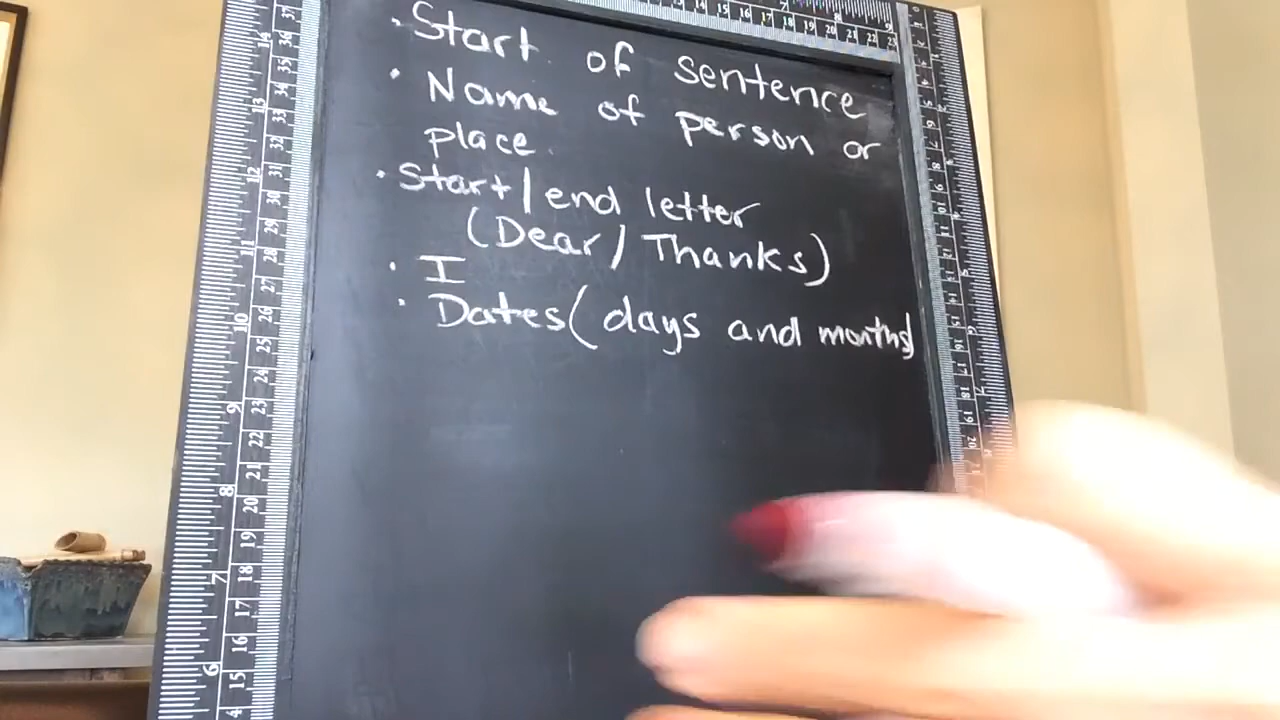 · Start of sentence
· Name of person or
place.
· Start/end letter
(Dear/Thanks)
· I
· Dates (days and months)